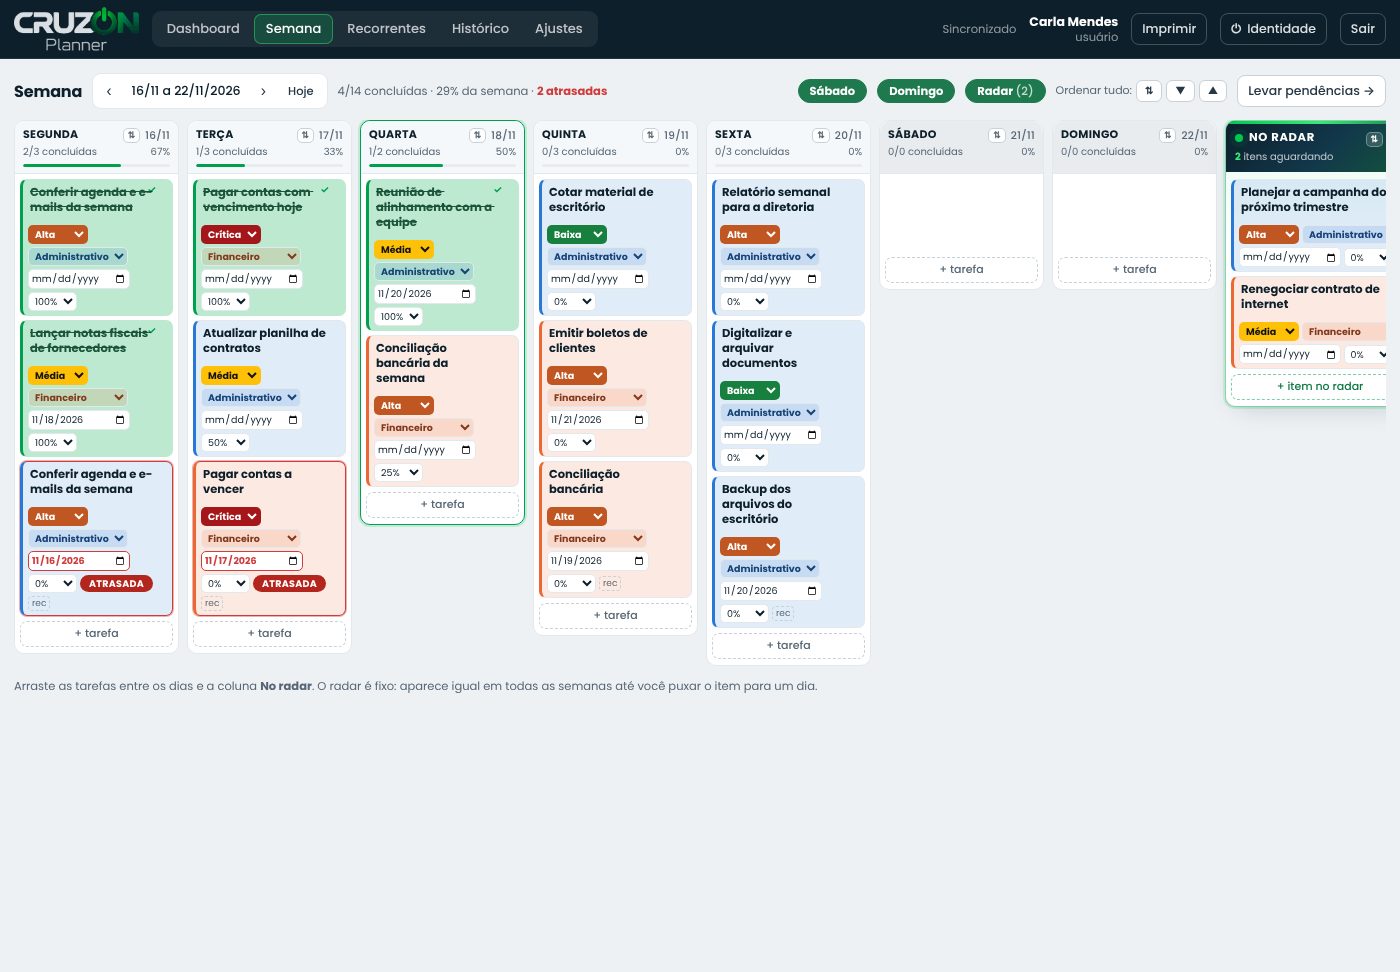 CRUZON
Planner
Dashboard Semana Recorrentes Histórico Ajustes
Sincronizado
Carla Mendes
usuário
Imprimir
Identidade
Sair
Semana
16/11 a 22/11/2026
Hoje
4/14 concluídas · 29% da semana · 2 atrasadas
Sábado
Domingo
Radar (2)
Ordenar tudo:
Levar pendências →
SEGUNDA 16/11
2/3 concluídas 67%
Conferir agenda e e-
mails da semana
Alta
Administrativo
mm/dd/yyyy
100%
Lançar notas fiscais
de fornecedores
Média
Financeiro
11/18/2026
100%
Conferir agenda e e-
mails da semana
Alta
Administrativo
11/16/2026
0% ATRASADA
rec
+ tarefa
TERÇA 17/11
1/3 concluídas 33%
Pagar contas com
vencimento hoje
Crítica
Financeiro
mm/dd/yyyy
100%
Atualizar planilha de
contratos
Média
Administrativo
mm/dd/yyyy
50%
Pagar contas a
vencer
Crítica
Financeiro
11/17/2026
0% ATRASADA
rec
+ tarefa
QUARTA 18/11
1/2 concluídas 50%
Reunião de
alinhamento com a
equipe
Média
Administrativo
11/20/2026
100%
Conciliação
bancária da
semana
Alta
Financeiro
mm/dd/yyyy
25%
+ tarefa
QUINTA 19/11
0/3 concluídas 0%
Cotar material de
escritório
Baixa
Administrativo
mm/dd/yyyy
0%
Emitir boletos de
clientes
Alta
Financeiro
11/21/2026
0%
Conciliação
bancária
Alta
Financeiro
11/19/2026
0% rec
+ tarefa
SEXTA 20/11
0/3 concluídas 0%
Relatório semanal
para a diretoria
Alta
Administrativo
mm/dd/yyyy
0%
Digitalizar e
arquivar
documentos
Baixa
Administrativo
mm/dd/yyyy
0%
Backup dos
arquivos do
escritório
Alta
Administrativo
11/20/2026
0% rec
+ tarefa
SÁBADO 21/11
0/0 concluídas 0%
+ tarefa
DOMINGO 22/11
0/0 concluídas 0%
+ tarefa
NO RADAR
2 itens aguardando
Planejar a campanha do
próximo trimestre
Alta Administrativo
mm/dd/yyyy 0%
Renegociar contrato de
internet
Média Financeiro
mm/dd/yyyy 0%
+ item no radar
Arraste as tarefas entre os dias e a coluna No radar. O radar é fixo: aparece igual em todas as semanas até você puxar o item para um dia.